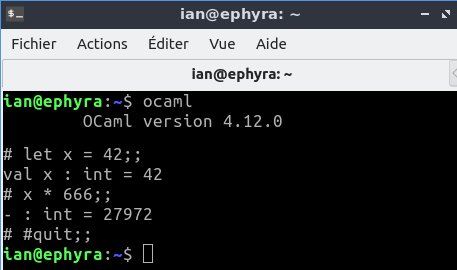 ian@ephyra: ~
Fichier Actions Éditer Vue Aide
ian@ephyra: ~
ian@ephyra:~$ ocaml
        OCaml version 4.12.0
# let x = 42;;
val x : int = 42
# x * 666;;
- : int = 27972
# #quit;;
ian@ephyra:~$